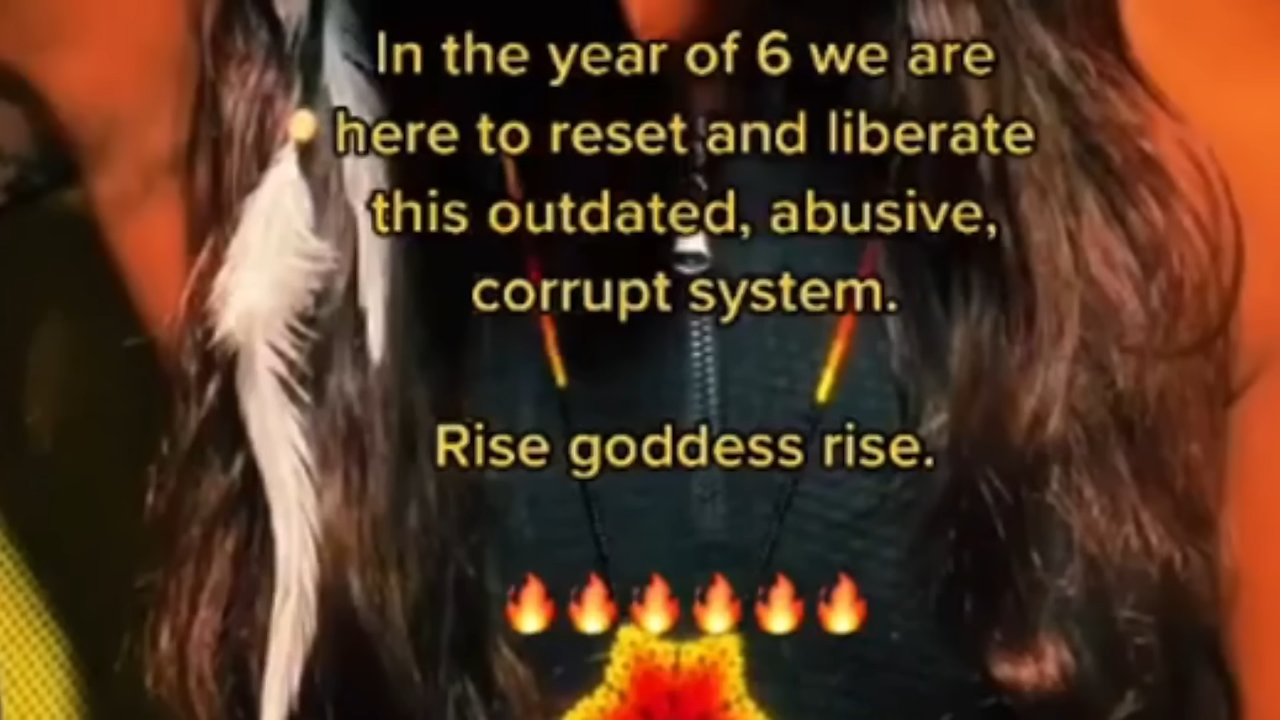 In the year of 6 we are
here to reset and liberate
this outdated, abusive,
corrupt system.
Rise goddess rise.
🔥🔥🔥🔥🔥🔥